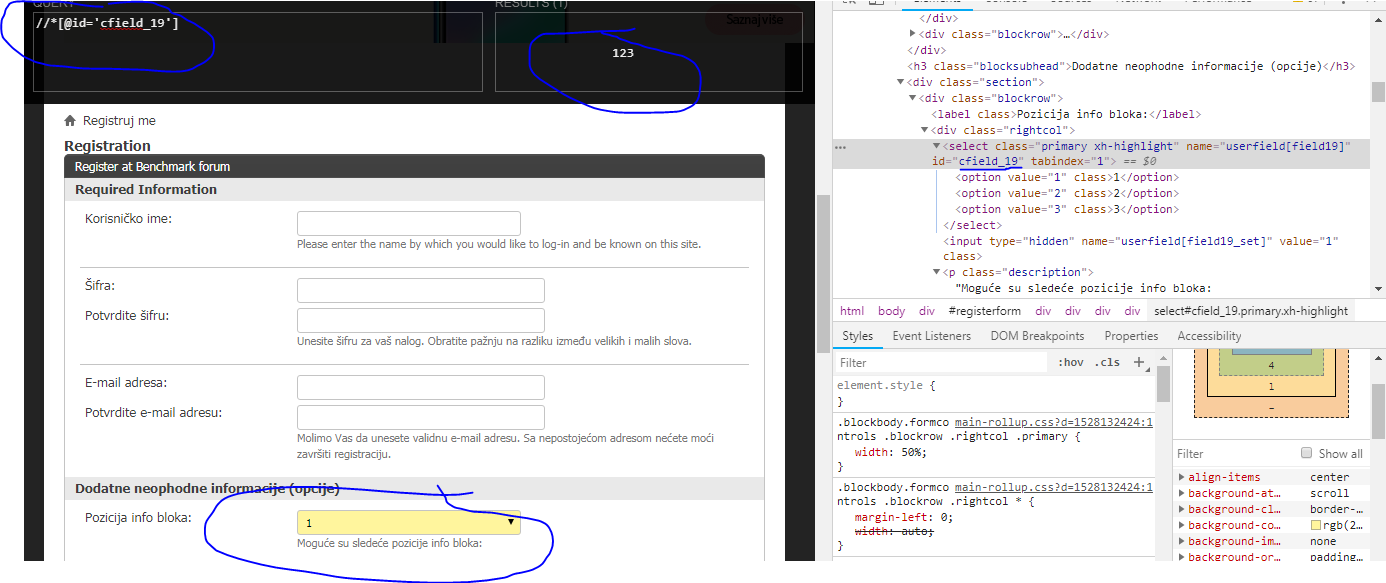 QUERY
RESULTS (1)
//*[@id='cfield_19']
123
Saznaj više
Registruj me
Registration
Register at Benchmark forum
Required Information
Korisničko ime:
Please enter the name by which you would like to log-in and be known on this site.
Šifra:
Potvrdite šifru:
Unesite šifru za vaš nalog. Obratite pažnju na razliku između velikih i malih slova.
E-mail adresa:
Potvrdite e-mail adresu:
Molimo Vas da unesete validnu e-mail adresu. Sa nepostojećom adresom nećete moći
završiti registraciju.
Dodatne neophodne informacije (opcije)
Pozicija info bloka:
1
Moguće su sledeće pozicije info bloka:
</div>
<div class="blockrow">…</div>
</div>
<h3 class="blocksubhead">Dodatne neophodne informacije (opcije)</h3>
<div class="section">
<div class="blockrow">
<label class>Pozicija info bloka:</label>
<div class="rightcol">
<select class="primary xh-highlight" name="userfield[field19]"
id="cfield_19" tabindex="1"> == $0
<option value="1" class>1</option>
<option value="2" class>2</option>
<option value="3" class>3</option>
</select>
<input type="hidden" name="userfield[field19_set]" value="1"
class>
<p class="description">
"Moguće su sledeće pozicije info bloka:
html body div #registerform div div div div select#cfield_19.primary.xh-highlight
Styles Event Listeners DOM Breakpoints Properties Accessibility
Filter :hov .cls +
element.style {
}
.blockbody.formco main-rollup.css?d=1528132424:1
ntrols .blockrow .rightcol .primary {
width: 50%;
}
.blockbody.formco main-rollup.css?d=1528132424:1
ntrols .blockrow .rightcol * {
margin-left: 0;
width: auto;
}
4
1
–
Filter Show all
align-items center
background-at… scroll
background-cl… border-…
background-co… rgb(2…
background-im… none
background-or… padding…